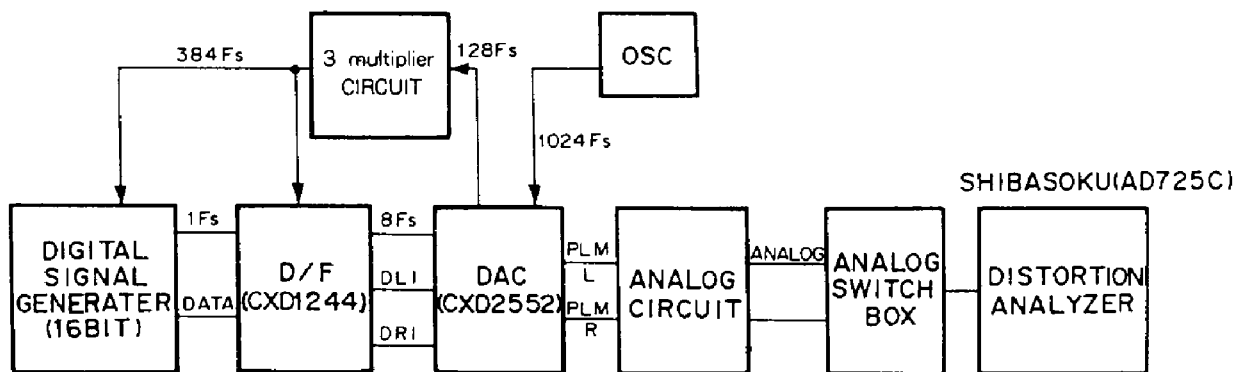 384Fs
3 multiplier
CIRCUIT
128Fs
OSC
1024Fs
SHIBASOKU(AD725C)
DIGITAL
SIGNAL
GENERATER
(16BIT)
1Fs
DATA
D/F
(CXD1244)
8Fs
DLI
DRI
DAC
(CXD2552)
PLM
L
PLM
R
ANALOG
CIRCUIT
ANALOG
ANALOG
SWITCH
BOX
DISTORTION
ANALYZER